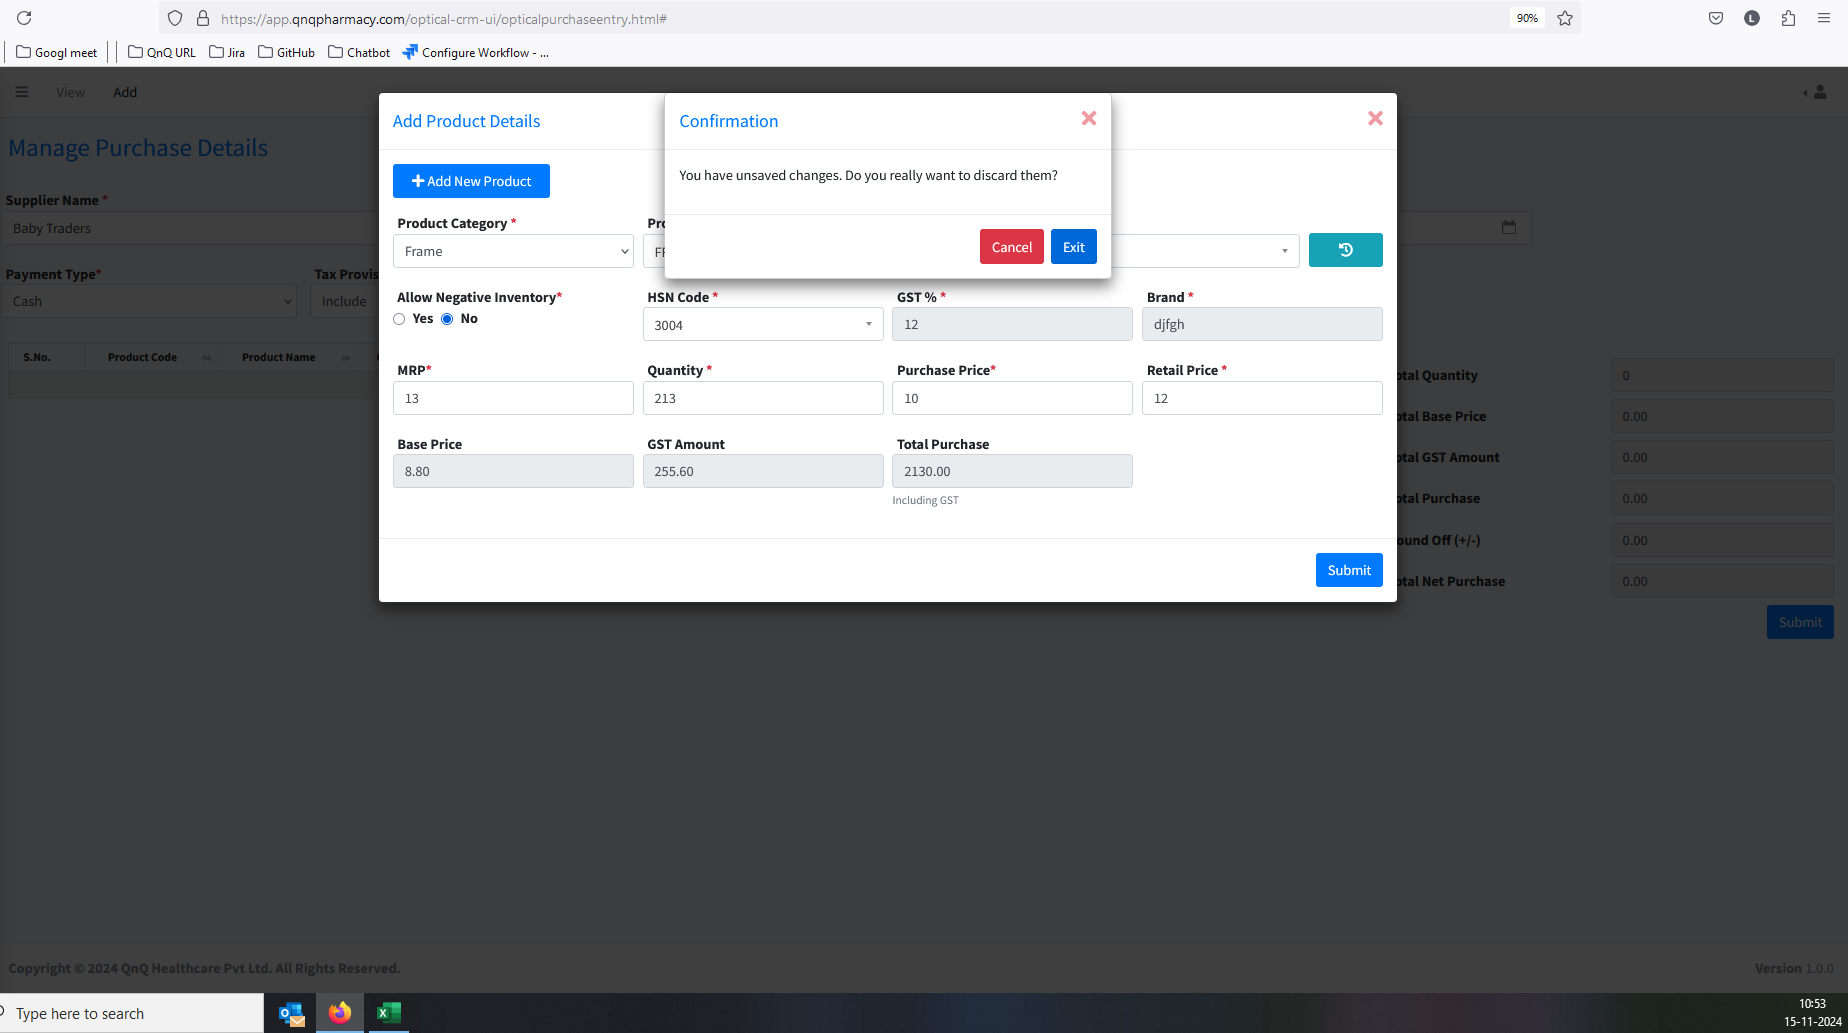 https://app.qnqpharmacy.com/optical-crm-ui/opticalpurchaseentry.html#
90%
L
Googl meet
QnQ URL
Jira
GitHub
Chatbot
Configure Workflow - ...
View
Add
Manage Purchase Details
Supplier Name *
Baby Traders
Payment Type*
Tax Provis
Cash
Include
S.No.
Product Code
Product Name
Add Product Details
Add New Product
Product Category *
Frame
Confirmation
You have unsaved changes. Do you really want to discard them?
Cancel
Exit
Allow Negative Inventory*
Yes
No
HSN Code *
3004
GST % *
12
Brand *
djfgh
MRP*
13
Quantity *
213
Purchase Price*
10
Retail Price *
12
Base Price
8.80
GST Amount
255.60
Total Purchase
2130.00
Including GST
Submit
otal Quantity
0
otal Base Price
0.00
otal GST Amount
0.00
otal Purchase
0.00
ound Off (+/-)
0.00
otal Net Purchase
0.00
Submit
Copyright © 2024 QnQ Healthcare Pvt Ltd. All Rights Reserved.
Version 1.0.0
Type here to search
10:53
15-11-2024